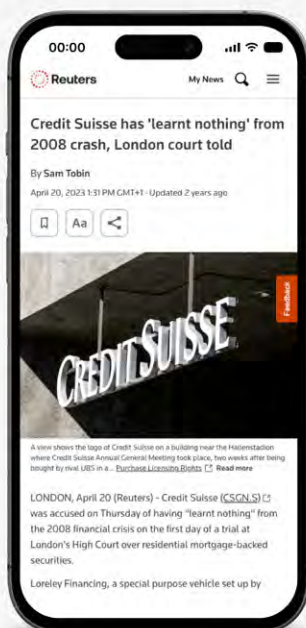 00:00
Reuters
My News
Credit Suisse has 'learnt nothing' from
2008 crash, London court told
By Sam Tobin
April 20, 2023 1:31 PM GMT+1 · Updated 2 years ago
Aa
Feedback
CREDIT SUISSE
A view shows the logo of Credit Suisse on a building near the Hallenstadion
where Credit Suisse Annual General Meeting took place, two weeks after being
bought by rival UBS in a... Purchase Licensing Rights Read more
LONDON, April 20 (Reuters) - Credit Suisse (CSGN.S)
was accused on Thursday of having "learnt nothing" from
the 2008 financial crisis on the first day of a trial at
London's High Court over residential mortgage-backed
securities.
Loreley Financing, a special purpose vehicle set up by